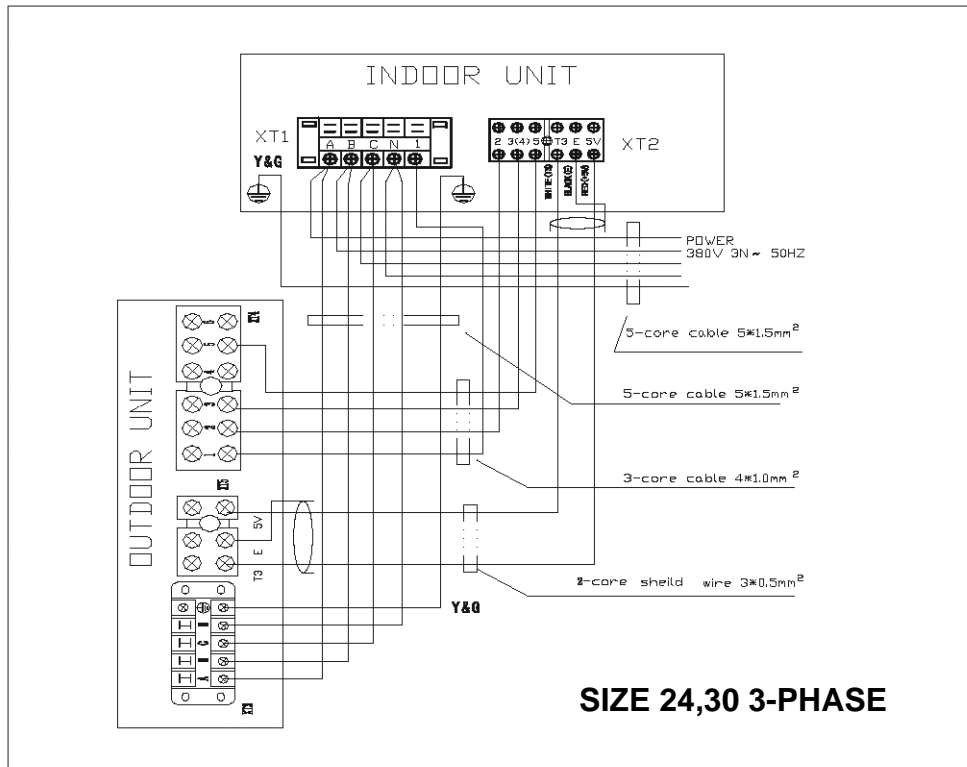 INDOOR UNIT
XT1
A B C N 1
2 3(4) 5 T3 E 5V
XT2
Y&G
WHITE(T3)
BLACK(E)
RED(+5V)
POWER
380V 3N~ 50HZ
5-core cable 5*1.5mm²
5-core cable 5*1.5mm²
3-core cable 4*1.0mm²
2-core sheild wire 3*0.5mm²
OUTDOOR UNIT
5V
E
T3
Y&G
C
A
SIZE 24,30 3-PHASE